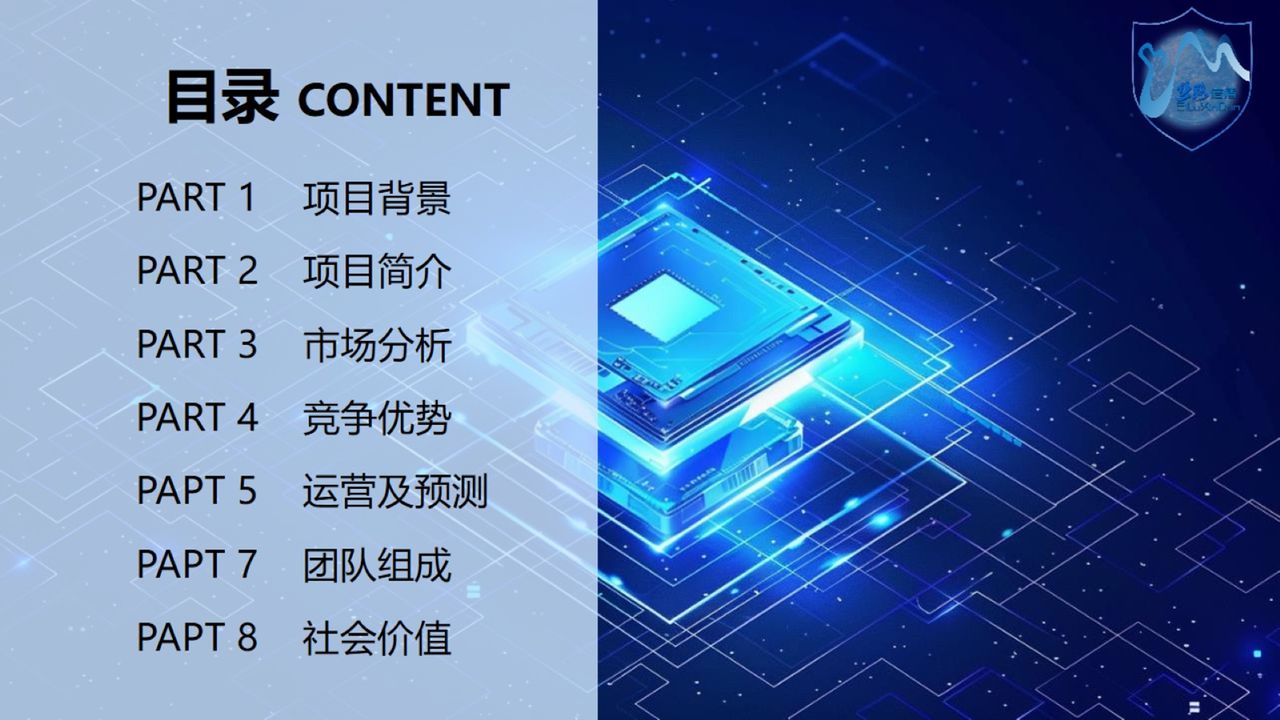 目录 CONTENT
PART 1 项目背景
PART 2 项目简介
PART 3 市场分析
PART 4 竞争优势
PAPT 5 运营及预测
PAPT 7 团队组成
PAPT 8 社会价值